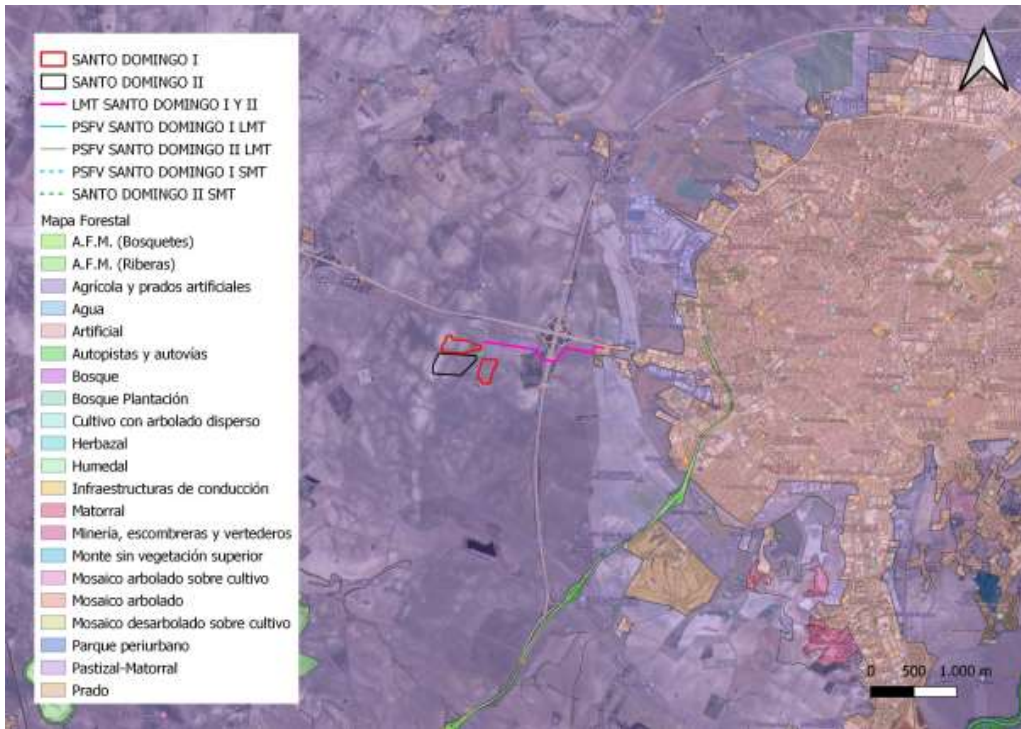 SANTO DOMINGO I
SANTO DOMINGO II
LMT SANTO DOMINGO I Y II
PSFV SANTO DOMINGO I LMT
PSFV SANTO DOMINGO II LMT
PSFV SANTO DOMINGO I SMT
SANTO DOMINGO II SMT
Mapa Forestal
A.F.M. (Bosquetes)
A.F.M. (Riberas)
Agrícola y prados artificiales
Agua
Artificial
Autopistas y autovías
Bosque
Bosque Plantación
Cultivo con arbolado disperso
Herbazal
Humedal
Infraestructuras de conducción
Matorral
Minería, escombreras y vertederos
Monte sin vegetación superior
Mosaico arbolado sobre cultivo
Mosaico arbolado
Mosaico desarbolado sobre cultivo
Parque periurbano
Pastizal-Matorral
Prado
0 500 1.000 m